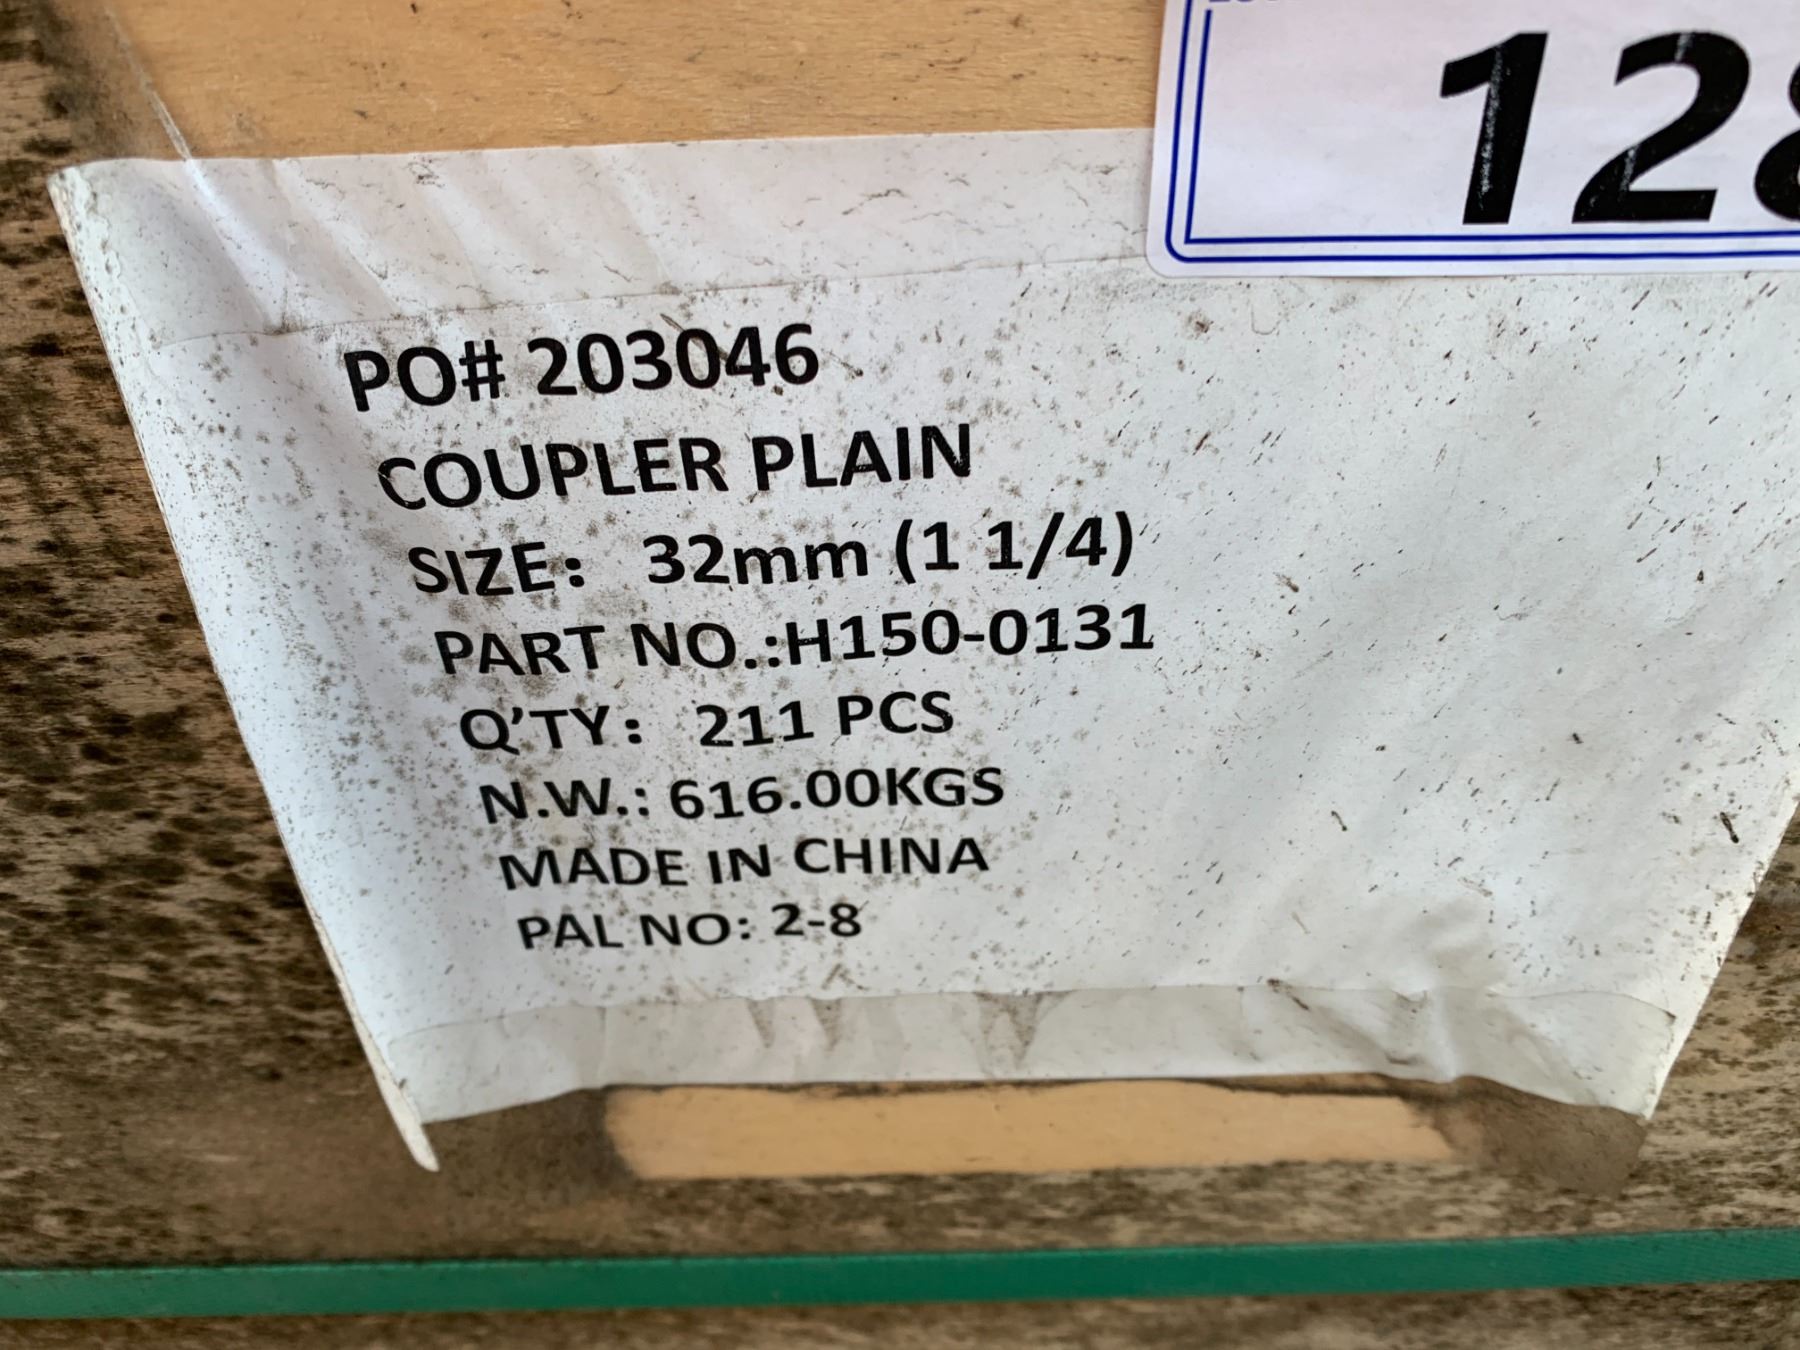 128
PO# 203046
COUPLER PLAIN
SIZE: 32mm (1 1/4)
PART NO.:H150-0131
Q'TY: 211 PCS
N.W.: 616.00KGS
MADE IN CHINA
PAL NO: 2-8